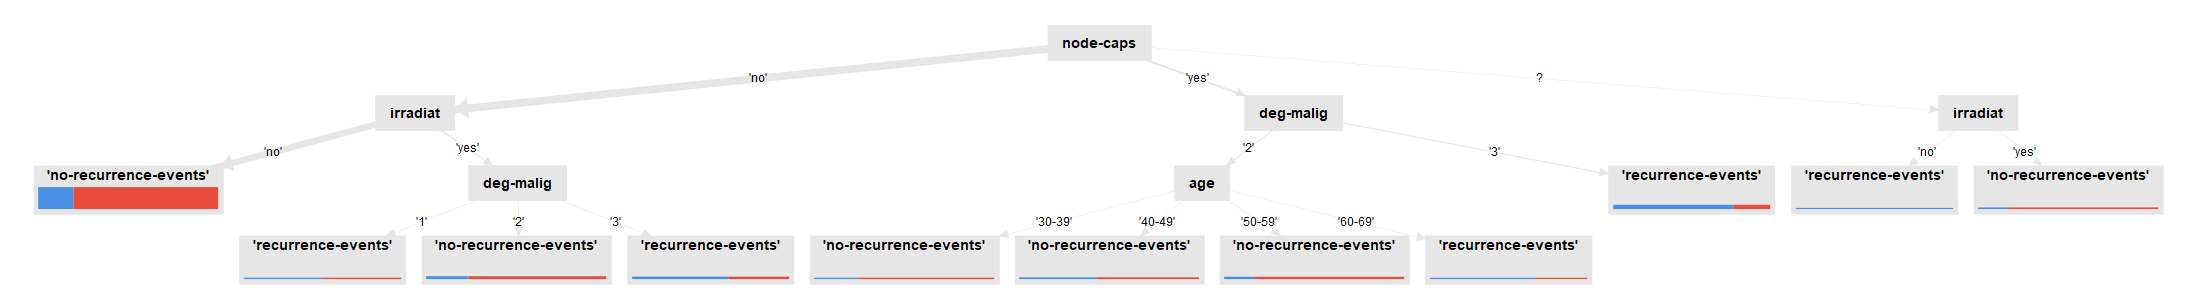 node-caps
'no'
'yes'
?
irradiat
deg-malig
irradiat
'no'
'yes'
'2'
'3'
'no'
'yes'
'no-recurrence-events'
deg-malig
age
'recurrence-events'
'recurrence-events'
'no-recurrence-events'
'1'
'2'
'3'
'30-39'
'40-49'
'50-59'
'60-69'
'recurrence-events'
'no-recurrence-events'
'recurrence-events'
'no-recurrence-events'
'no-recurrence-events'
'no-recurrence-events'
'recurrence-events'